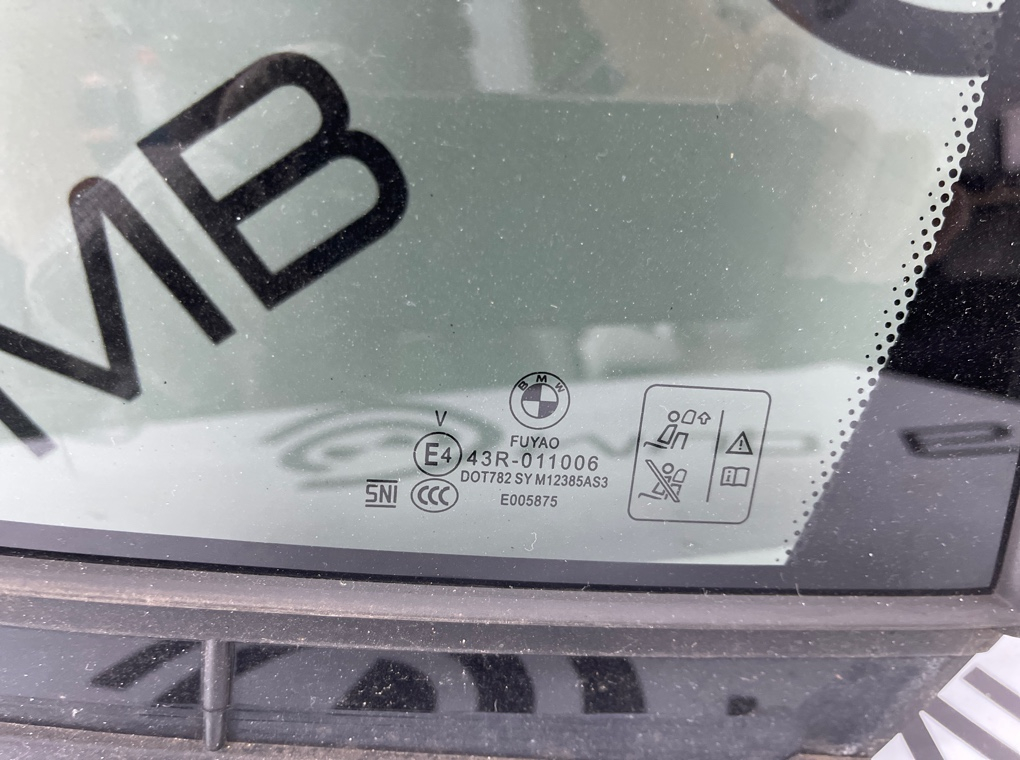 MB
BMW
FUYAO
V
E4 43R-011006
DOT782 SY M12385AS3
SNI CCC E005875